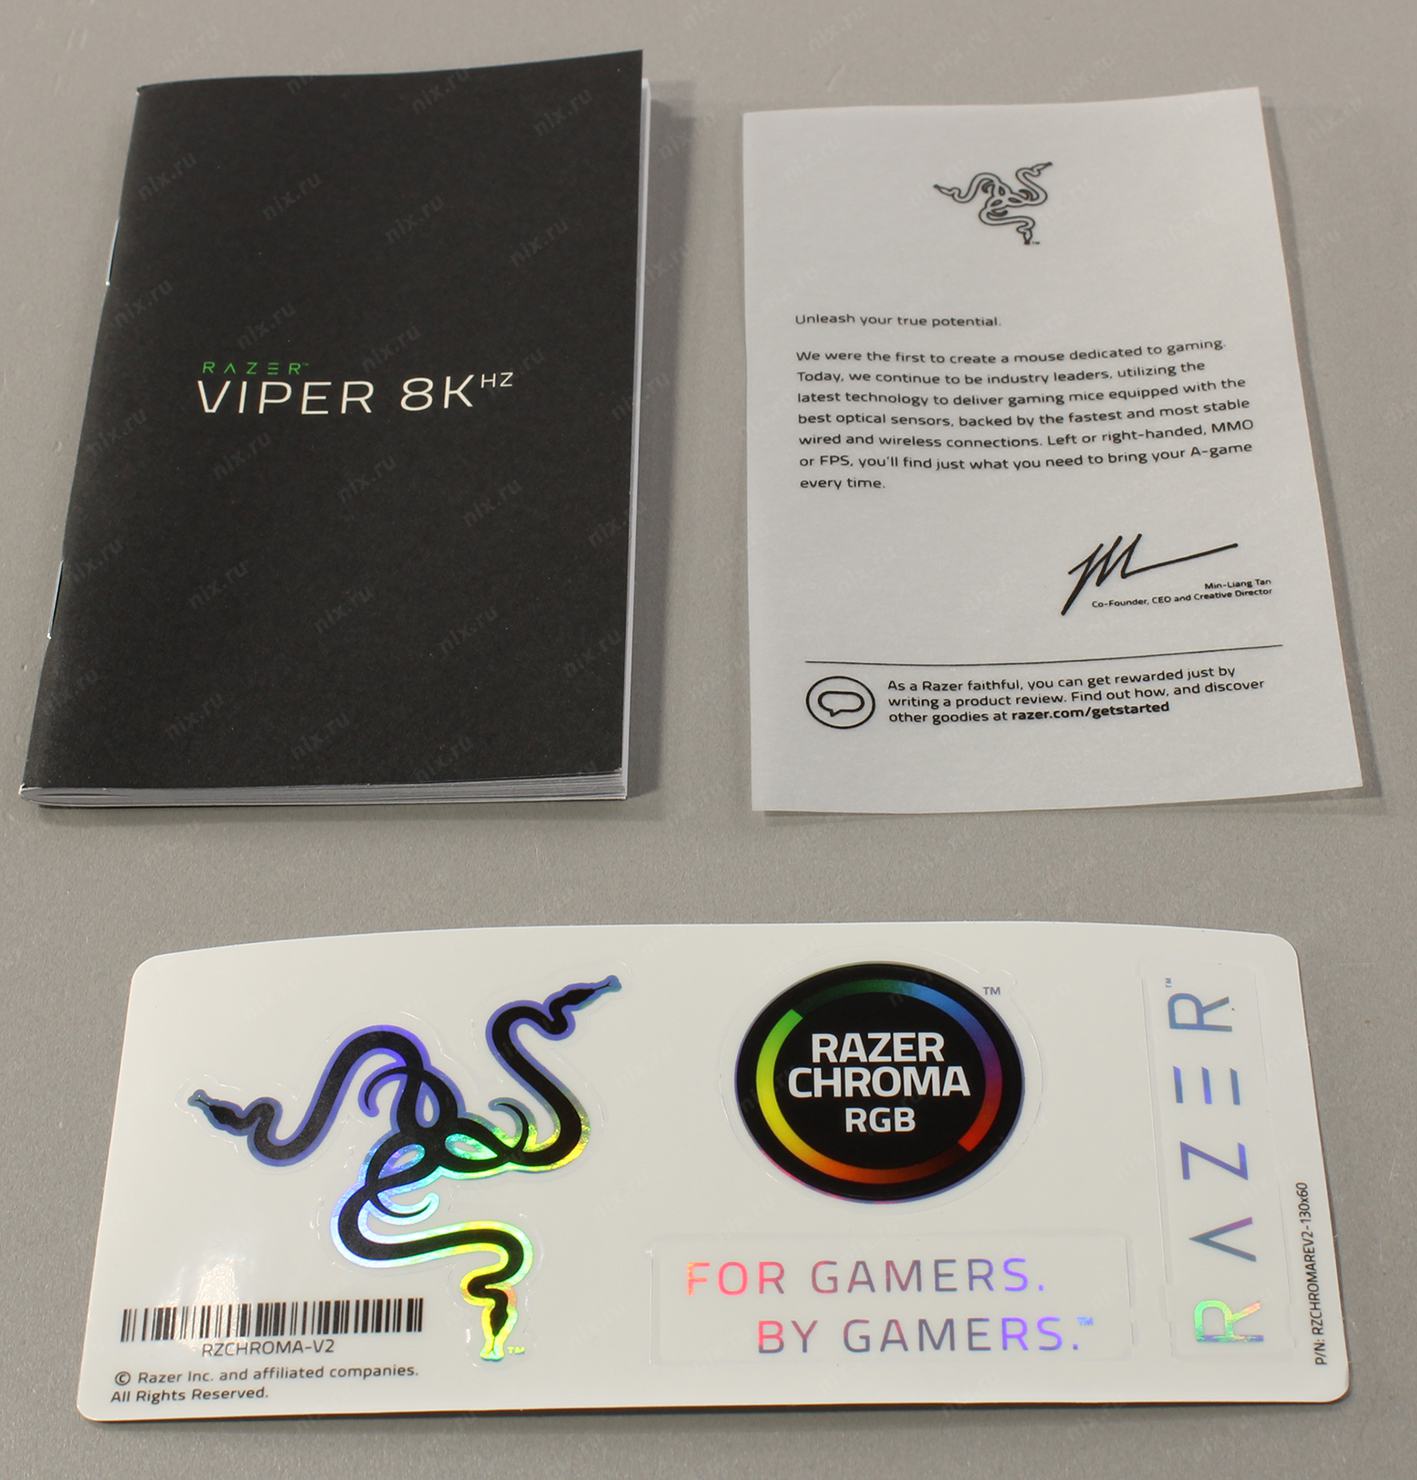 RAZER™
VIPER 8KHZ
Unleash your true potential.
We were the first to create a mouse dedicated to gaming.
Today, we continue to be industry leaders, utilizing the
latest technology to deliver gaming mice equipped with the
best optical sensors, backed by the fastest and most stable
wired and wireless connections. Left or right-handed, MMO
or FPS, you'll find just what you need to bring your A-game
every time.
Min-Liang Tan
Co-Founder, CEO and Creative Director
As a Razer faithful, you can get rewarded just by
writing a product review. Find out how, and discover
other goodies at razer.com/getstarted
RAZER
CHROMA
RGB
™
FOR GAMERS.
BY GAMERS.™
RAZER™
P/N: RZCHROMAREV2-130x60
™
RZCHROMA-V2
© Razer Inc. and affiliated companies.
All Rights Reserved.
nix.ru